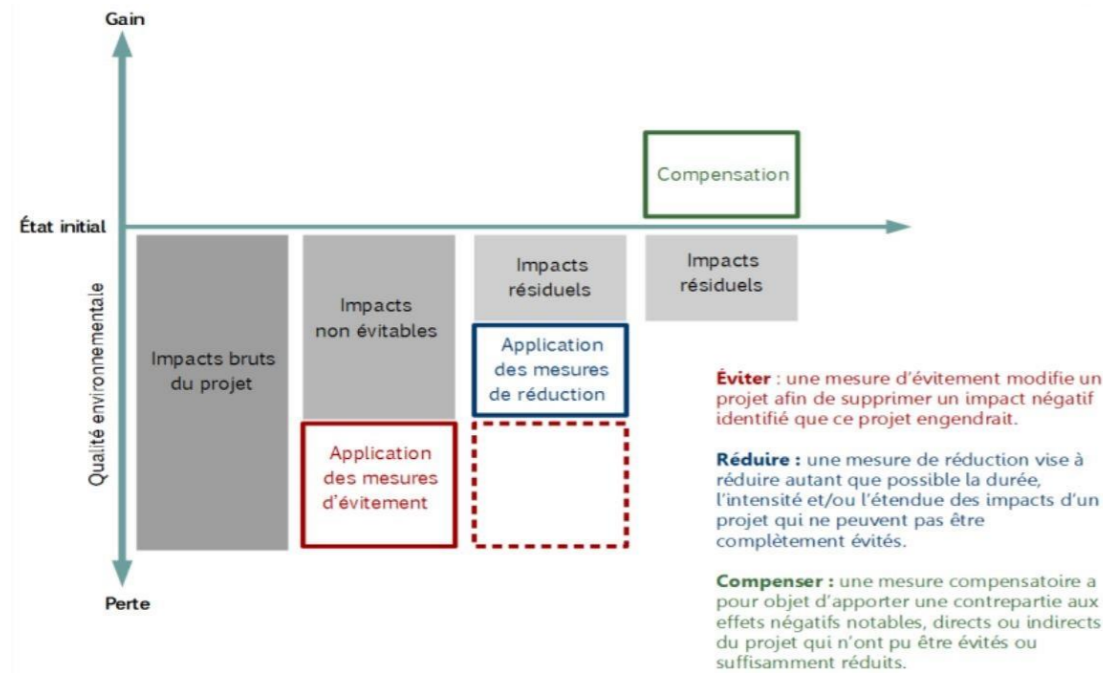 Gain
Compensation
État initial
Qualité environnementale
Impacts bruts
du projet
Impacts
non évitables
Application
des mesures
d'évitement
Impacts
résiduels
Application
des mesures
de réduction
Impacts
résiduels
Perte
Éviter : une mesure d'évitement modifie un
projet afin de supprimer un impact négatif
identifié que ce projet engendrait.
Réduire : une mesure de réduction vise à
réduire autant que possible la durée,
l'intensité et/ou l'étendue des impacts d'un
projet qui ne peuvent pas être
complètement évités.
Compenser : une mesure compensatoire a
pour objet d'apporter une contrepartie aux
effets négatifs notables, directs ou indirects
du projet qui n'ont pu être évités ou
suffisamment réduits.